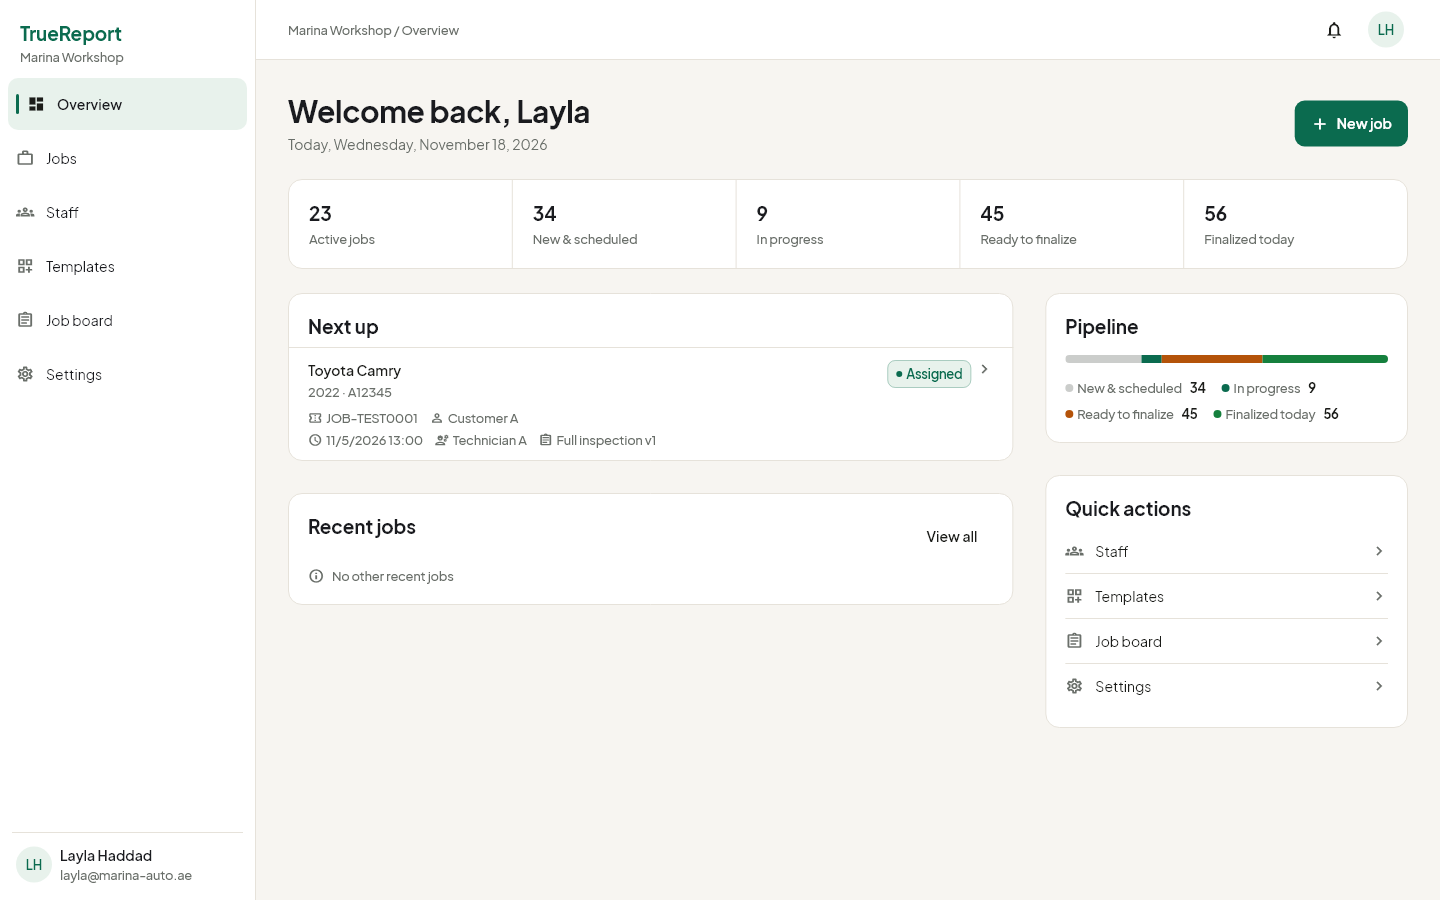 TrueReport
Marina Workshop
Overview
Jobs
Staff
Templates
Job board
Settings
Layla Haddad
LH
layla@marina-auto.ae
Marina Workshop / Overview
LH
Welcome back, Layla
Today, Wednesday, November 18, 2026
New job
23
Active jobs
34
New & scheduled
9
In progress
45
Ready to finalize
56
Finalized today
Next up
Toyota Camry
Assigned
2022 · A12345
JOB-TEST0001 Customer A
11/5/2026 13:00 Technician A Full inspection v1
Recent jobs
View all
No other recent jobs
Pipeline
New & scheduled 34 In progress 9
Ready to finalize 45 Finalized today 56
Quick actions
Staff
Templates
Job board
Settings